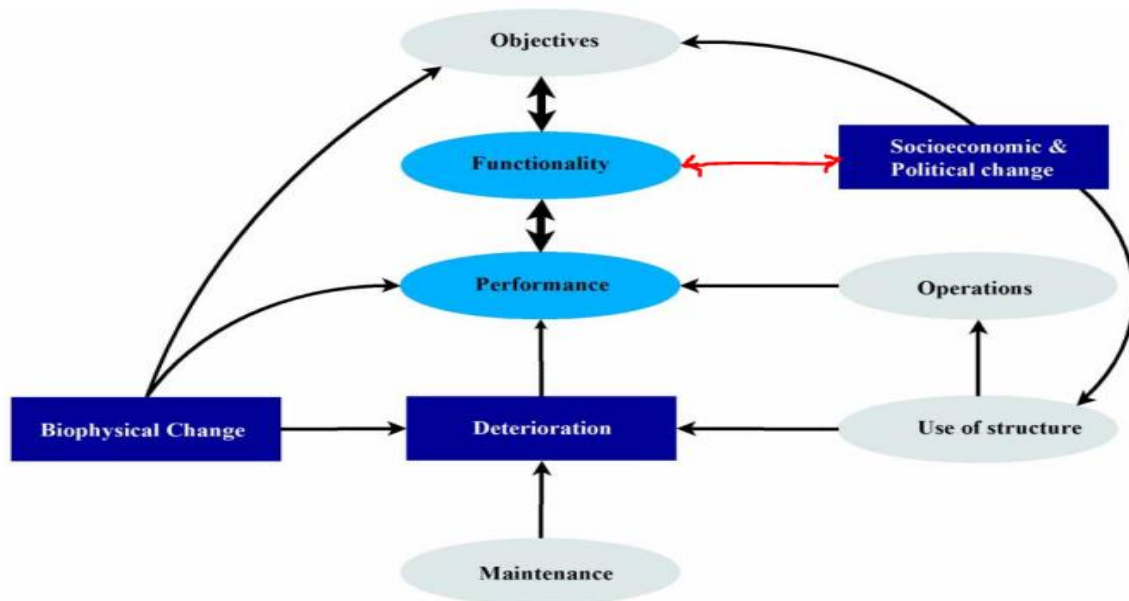 Objectives
Functionality
Socioeconomic &
Political change
Performance
Operations
Biophysical Change
Deterioration
Use of structure
Maintenance